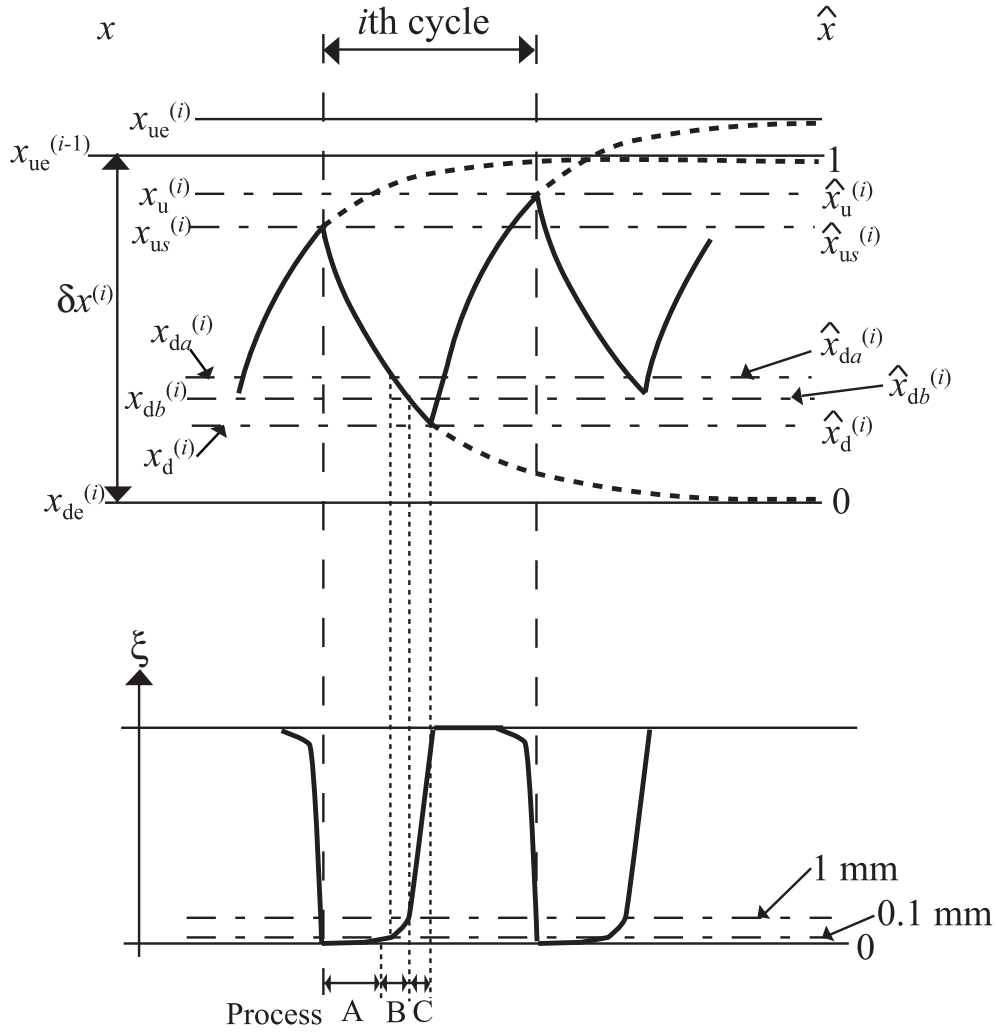 x
ith cycle
x̂
x_ue^(i)
x_ue^(i-1)
1
x_u^(i)
x̂_u^(i)
x_us^(i)
x̂_us^(i)
δx^(i)
x_da^(i)
x̂_da^(i)
x_db^(i)
x̂_db^(i)
x_d^(i)
x̂_d^(i)
x_de^(i)
0
ξ
1 mm
0.1 mm
0
Process A B C